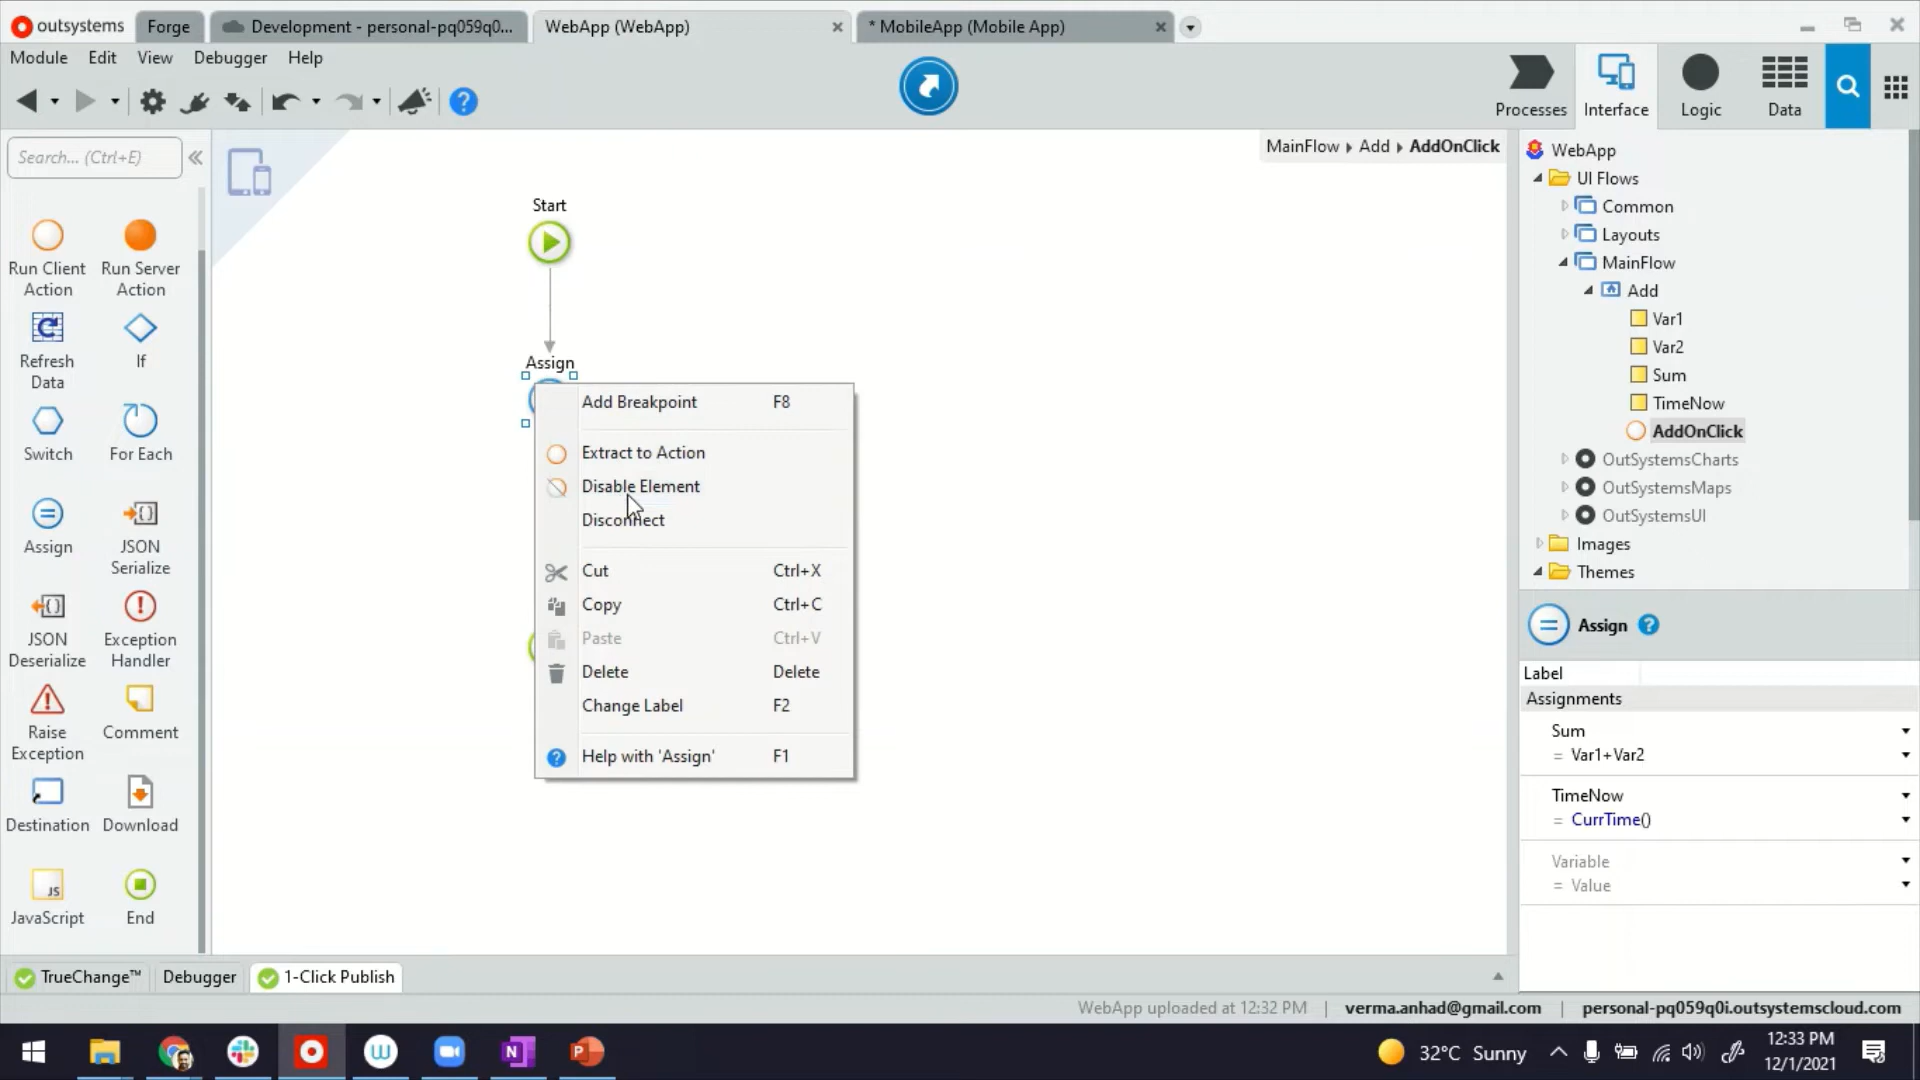 outsystems
Forge
Development - personal-pq059q0...
WebApp (WebApp)
* MobileApp (Mobile App)
Module Edit View Debugger Help
Processes
Interface
Logic
Data
Search... (Ctrl+E)
MainFlow Add AddOnClick
Run Client
Action
Run Server
Action
Refresh
Data
If
Switch
For Each
Assign
JSON
Serialize
JSON
Deserialize
Exception
Handler
Raise
Exception
Comment
Destination
Download
JS
JavaScript
End
Start
Assign
Add Breakpoint F8
Extract to Action
Disable Element
Disconnect
Cut Ctrl+X
Copy Ctrl+C
Paste Ctrl+V
Delete Delete
Change Label F2
Help with 'Assign' F1
WebApp
UI Flows
Common
Layouts
MainFlow
Add
Var1
Var2
Sum
TimeNow
AddOnClick
OutSystemsCharts
OutSystemsMaps
OutSystemsUI
Images
Themes
Assign
Label
Assignments
Sum
= Var1+Var2
TimeNow
= CurrTime()
Variable
= Value
TrueChange™
Debugger
1-Click Publish
WebApp uploaded at 12:32 PM | verma.anhad@gmail.com | personal-pq059q0i.outsystemscloud.com
32°C Sunny
12:33 PM
12/1/2021